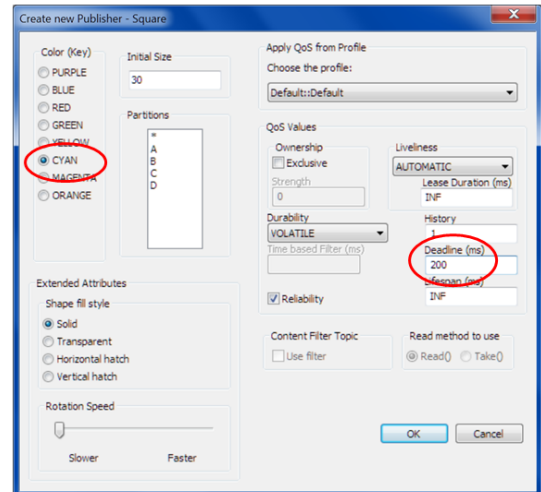 Create new Publisher - Square
Color (Key)
PURPLE
BLUE
RED
GREEN
YELLOW
CYAN
MAGENTA
ORANGE
Initial Size
30
Partitions
*
A
B
C
D
Apply QoS from Profile
Choose the profile:
Default::Default
QoS Values
Ownership
Exclusive
Strength
0
Liveliness
AUTOMATIC
Lease Duration (ms)
INF
Durability
VOLATILE
Time based Filter (ms)
History
1
Deadline (ms)
200
Lifespan (ms)
INF
Reliability
Extended Attributes
Shape fill style
Solid
Transparent
Horizontal hatch
Vertical hatch
Rotation Speed
Slower Faster
Content Filter Topic
Use filter
Read method to use
Read() Take()
OK Cancel